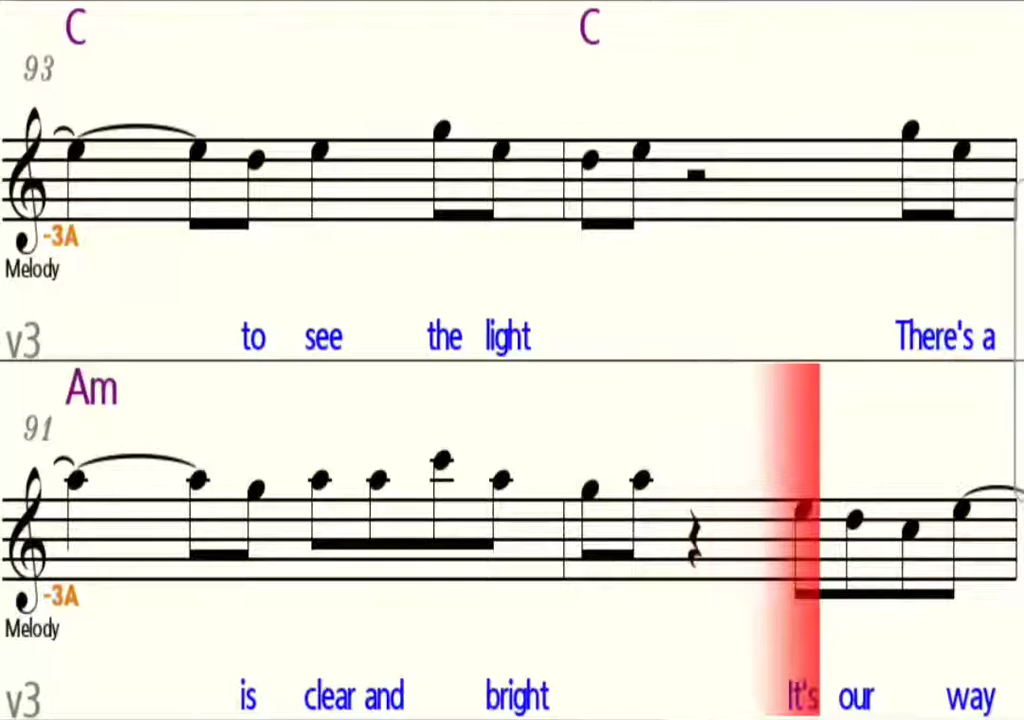 C C
93
-3A
Melody
v3 to see the light There's a
Am
91
-3A
Melody
v3 is clear and bright It's our way